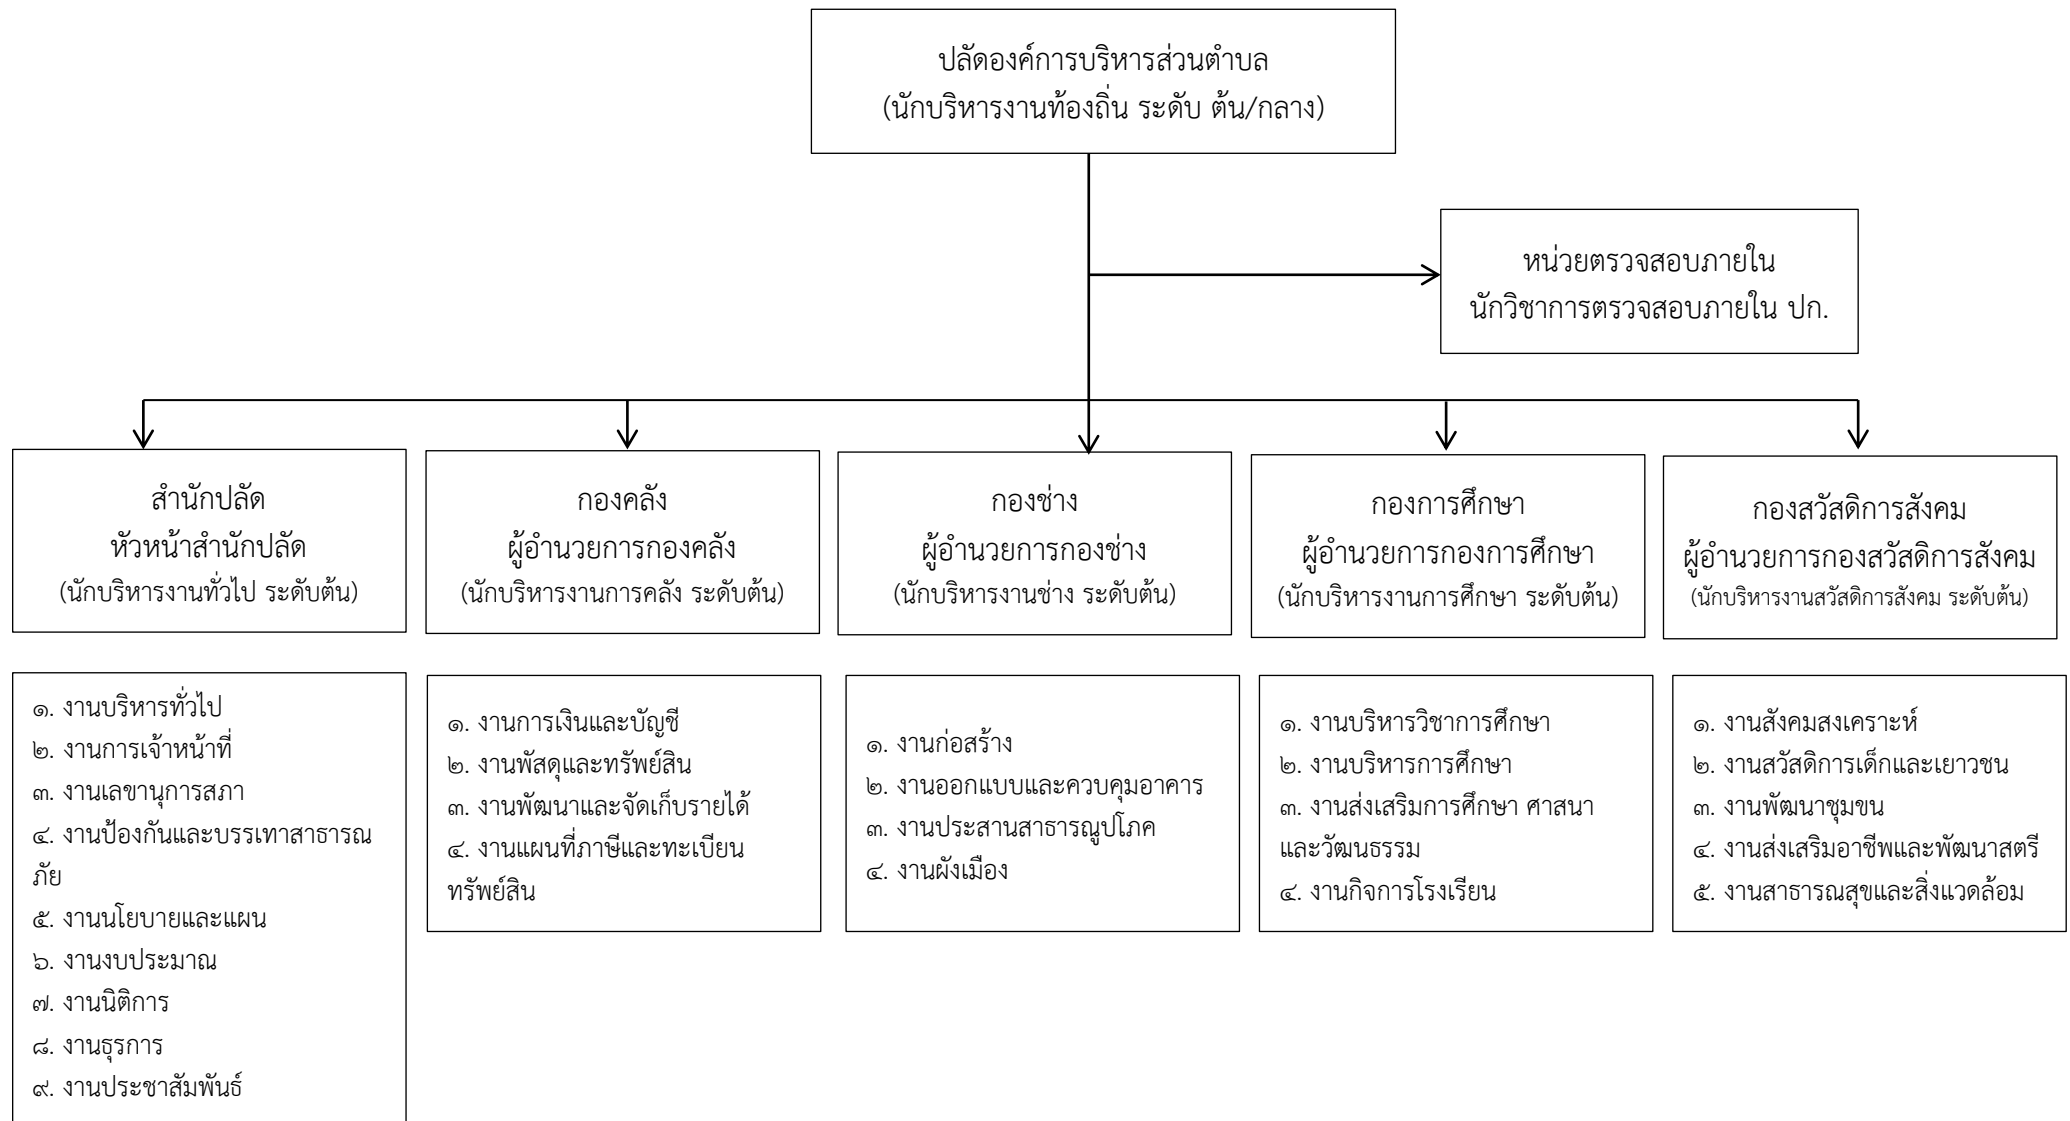 ปลัดองค์การบริหารส่วนตำบล
(นักบริหารงานท้องถิ่น ระดับ ต้น/กลาง)
หน่วยตรวจสอบภายใน
นักวิชาการตรวจสอบภายใน ปก.
สำนักปลัด
หัวหน้าสำนักปลัด
(นักบริหารงานทั่วไป ระดับต้น)
กองคลัง
ผู้อำนวยการกองคลัง
(นักบริหารงานการคลัง ระดับต้น)
กองช่าง
ผู้อำนวยการกองช่าง
(นักบริหารงานช่าง ระดับต้น)
กองการศึกษา
ผู้อำนวยการกองการศึกษา
(นักบริหารงานการศึกษา ระดับต้น)
กองสวัสดิการสังคม
ผู้อำนวยการกองสวัสดิการสังคม
(นักบริหารงานสวัสดิการสังคม ระดับต้น)
๑. งานบริหารทั่วไป
๒. งานการเจ้าหน้าที่
๓. งานเลขานุการสภา
๔. งานป้องกันและบรรเทาสาธารณ
ภัย
๕. งานนโยบายและแผน
๖. งานงบประมาณ
๗. งานนิติการ
๘. งานธุรการ
๙. งานประชาสัมพันธ์
๑. งานการเงินและบัญชี
๒. งานพัสดุและทรัพย์สิน
๓. งานพัฒนาและจัดเก็บรายได้
๔. งานแผนที่ภาษีและทะเบียน
ทรัพย์สิน
๑. งานก่อสร้าง
๒. งานออกแบบและควบคุมอาคาร
๓. งานประสานสาธารณูปโภค
๔. งานผังเมือง
๑. งานบริหารวิชาการศึกษา
๒. งานบริหารการศึกษา
๓. งานส่งเสริมการศึกษา ศาสนา
และวัฒนธรรม
๔. งานกิจการโรงเรียน
๑. งานสังคมสงเคราะห์
๒. งานสวัสดิการเด็กและเยาวชน
๓. งานพัฒนาชุมขน
๔. งานส่งเสริมอาชีพและพัฒนาสตรี
๕. งานสาธารณสุขและสิ่งแวดล้อม